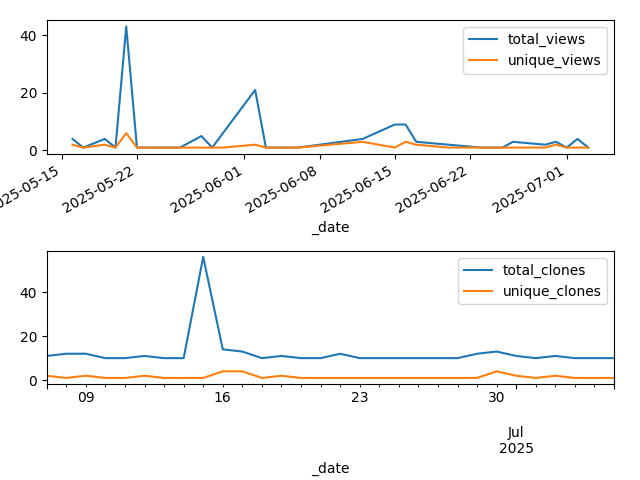 40
20
0
total_views
unique_views
2025-05-15
2025-05-22
2025-06-01
2025-06-08
2025-06-15
2025-06-22
2025-07-01
_date
40
20
0
total_clones
unique_clones
09
16
23
30
Jul
2025
_date